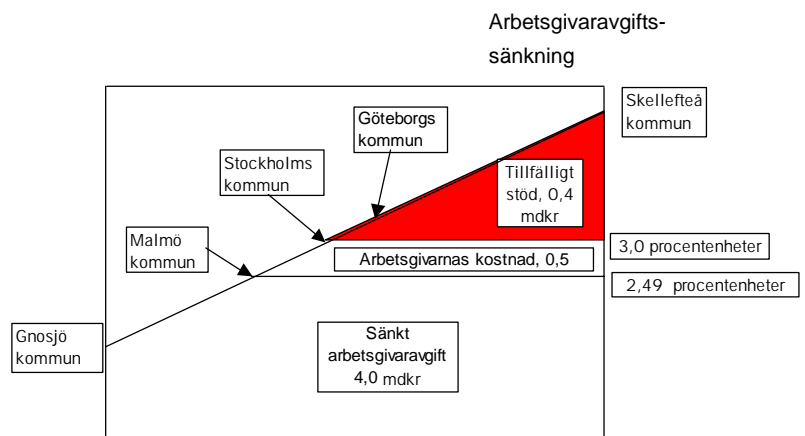 Arbetsgivaravgifts-
sänkning
Skellefteå
kommun
Göteborgs
kommun
Stockholms
kommun
Tillfälligt
stöd, 0,4
mdkr
Malmö
kommun
3,0 procentenheter
Arbetsgivarnas kostnad, 0,5
2,49 procentenheter
Gnosjö
kommun
Sänkt
arbetsgivaravgift
4,0 mdkr